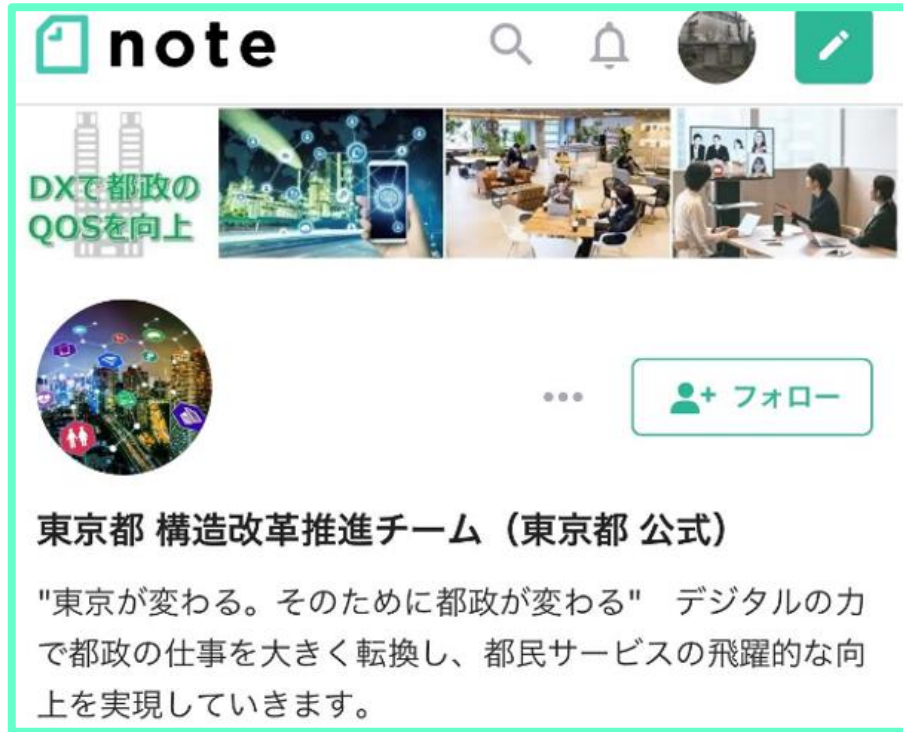 note
DXで都政の
QOSを向上
フォロー
東京都 構造改革推進チーム（東京都 公式）
"東京が変わる。そのために都政が変わる"　デジタルの力
で都政の仕事を大きく転換し、都民サービスの飛躍的な向
上を実現していきます。